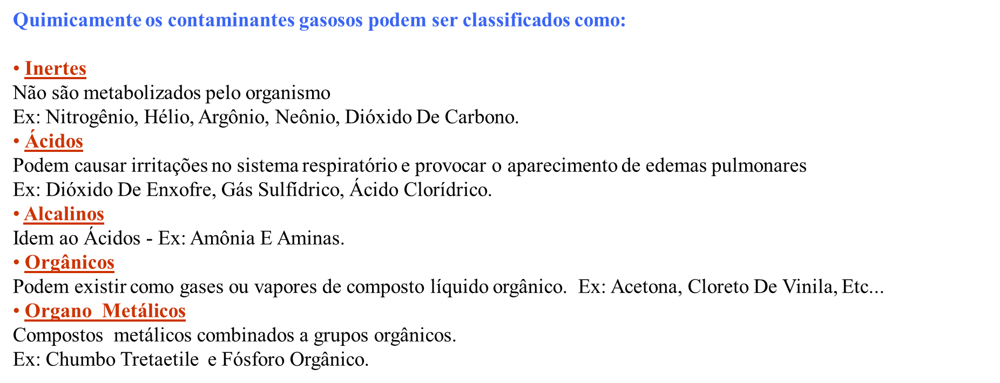 Quimicamente os contaminantes gasosos podem ser classificados como:
• Inertes
Não são metabolizados pelo organismo
Ex: Nitrogênio, Hélio, Argônio, Neônio, Dióxido De Carbono.
• Ácidos
Podem causar irritações no sistema respiratório e provocar o aparecimento de edemas pulmonares
Ex: Dióxido De Enxofre, Gás Sulfídrico, Ácido Clorídrico.
• Alcalinos
Idem ao Ácidos - Ex: Amônia E Aminas.
• Orgânicos
Podem existir como gases ou vapores de composto líquido orgânico.  Ex: Acetona, Cloreto De Vinila, Etc...
• Organo  Metálicos
Compostos  metálicos combinados a grupos orgânicos.
Ex: Chumbo Tretaetile  e Fósforo Orgânico.